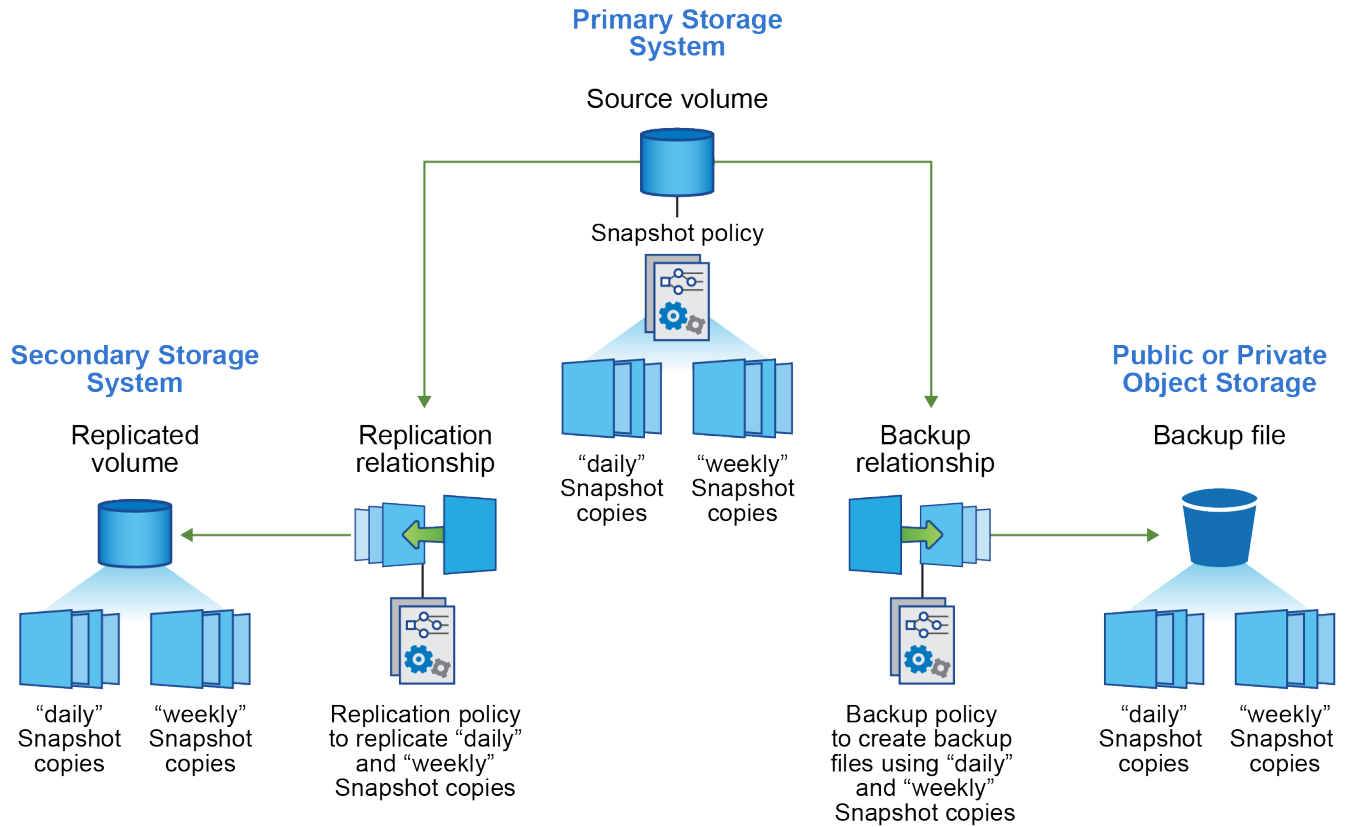 Primary Storage
System
Source volume
Snapshot policy
“daily”
Snapshot
copies
“weekly”
Snapshot
copies
Secondary Storage
System
Replicated
volume
“daily”
Snapshot
copies
“weekly”
Snapshot
copies
Replication
relationship
Replication policy
to replicate “daily”
and “weekly”
Snapshot copies
Backup
relationship
Backup policy
to create backup
files using “daily”
and “weekly”
Snapshot copies
Public or Private
Object Storage
Backup file
“daily”
Snapshot
copies
“weekly”
Snapshot
copies